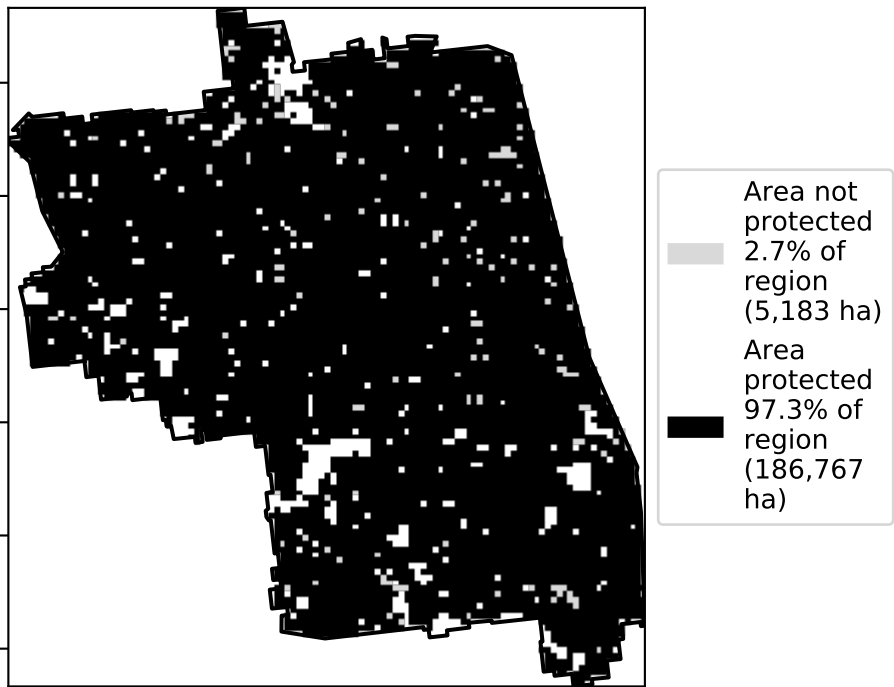 Area not
protected
2.7% of
region
(5,183 ha)
Area
protected
97.3% of
region
(186,767
ha)